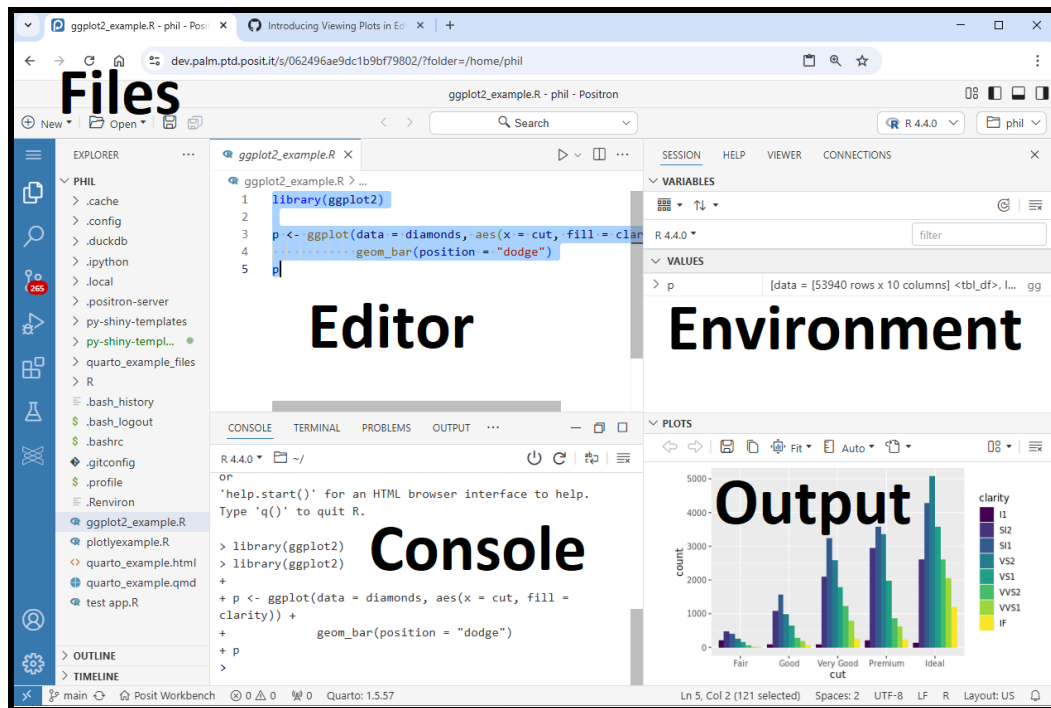 ggplot2_example.R - phil - Posit
Introducing Viewing Plots in Ed
dev.palm.ptd.posit.it/s/062496ae9dc1b9bf79802/?folder=/home/phil
Files
ggplot2_example.R - phil - Positron
New
Open
Search
R 4.4.0
phil
EXPLORER
PHIL
.cache
.config
.duckdb
.ipython
.local
.positron-server
py-shiny-templates
py-shiny-templ...
quarto_example_files
R
.bash_history
.bash_logout
.bashrc
.gitconfig
.profile
.Renviron
ggplot2_example.R
plotlyexample.R
quarto_example.html
quarto_example.qmd
test app.R
OUTLINE
TIMELINE
265
ggplot2_example.R
ggplot2_example.R > ...
1 library(ggplot2)
2
3 p <- ggplot(data = diamonds, aes(x = cut, fill = clar
4 geom_bar(position = "dodge")
5 p
Editor
CONSOLE TERMINAL PROBLEMS OUTPUT ...
R 4.4.0 ~/
or
'help.start()' for an HTML browser interface to help.
Type 'q()' to quit R.
> library(ggplot2)
> library(ggplot2)
+
+ p <- ggplot(data = diamonds, aes(x = cut, fill =
clarity)) +
+ geom_bar(position = "dodge")
+ p
>
Console
SESSION HELP VIEWER CONNECTIONS
VARIABLES
R 4.4.0
filter
VALUES
p [data = [53940 rows x 10 columns] <tbl_df>, l... gg
Environment
PLOTS
Fit
Auto
Output
5000
4000
3000
2000
1000
0
count
Fair Good Very Good Premium Ideal
cut
clarity
I1
SI2
SI1
VS2
VS1
VVS2
VVS1
IF
main Posit Workbench 0 0 0 Quarto: 1.5.57 Ln 5, Col 2 (121 selected) Spaces: 2 UTF-8 LF R Layout: US